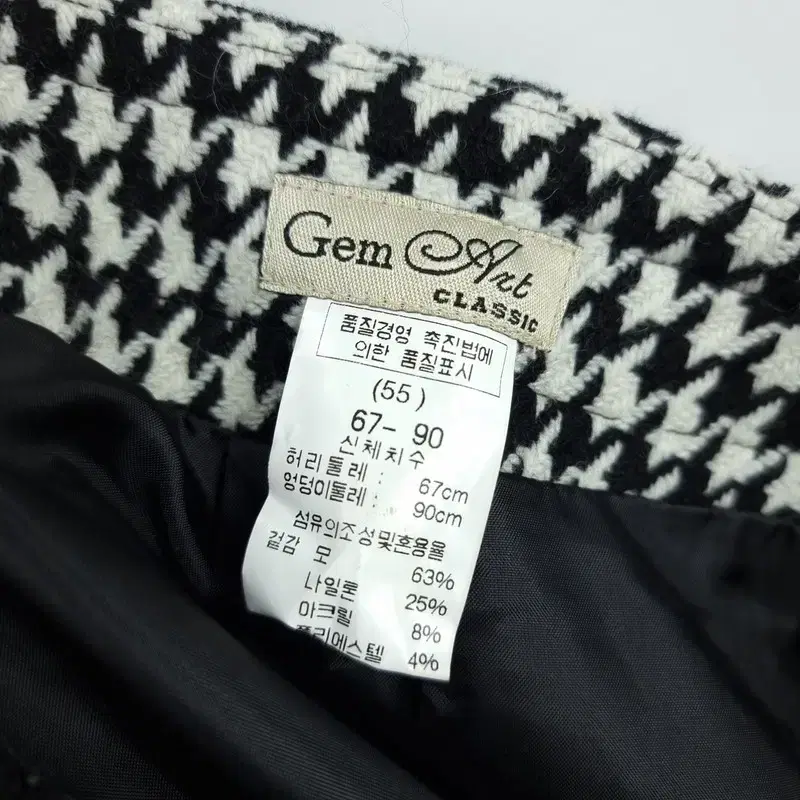 Gem Art
CLASSIC
품질경영 촉진법에
의한 품질표시
(55)
67- 90
신체치수
허리둘레 : 67cm
엉덩이둘레 : 90cm
섬유의조성및혼용율
겉감 모 63%
나일론 25%
아크릴 8%
폴리에스텔 4%